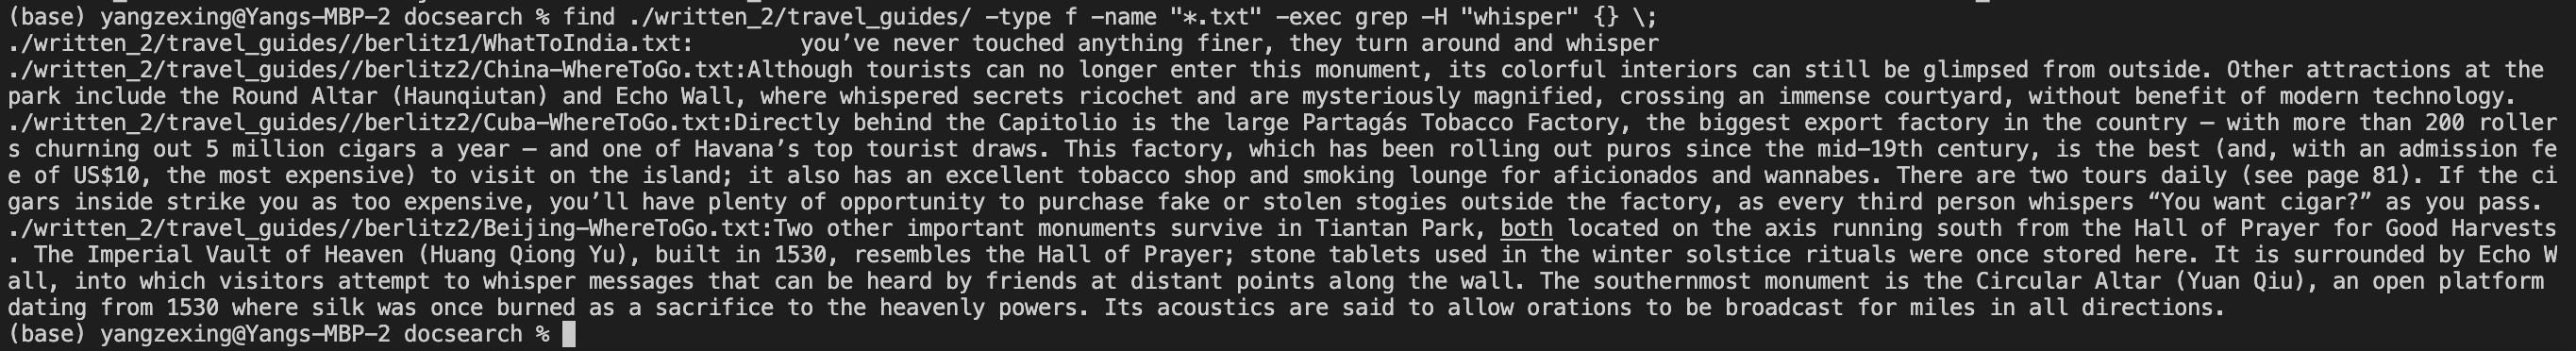 (base) yangzexing@Yangs-MBP-2 docsearch % find ./written_2/travel_guides/ -type f -name "*.txt" -exec grep -H "whisper" {} \;
./written_2/travel_guides//berlitz1/WhatToIndia.txt:        you’ve never touched anything finer, they turn around and whisper
./written_2/travel_guides//berlitz2/China-WhereToGo.txt:Although tourists can no longer enter this monument, its colorful interiors can still be glimpsed from outside. Other attractions at the
park include the Round Altar (Haunqiutan) and Echo Wall, where whispered secrets ricochet and are mysteriously magnified, crossing an immense courtyard, without benefit of modern technology.
./written_2/travel_guides//berlitz2/Cuba-WhereToGo.txt:Directly behind the Capitolio is the large Partagás Tobacco Factory, the biggest export factory in the country — with more than 200 roller
s churning out 5 million cigars a year — and one of Havana’s top tourist draws. This factory, which has been rolling out puros since the mid-19th century, is the best (and, with an admission fe
e of US$10, the most expensive) to visit on the island; it also has an excellent tobacco shop and smoking lounge for aficionados and wannabes. There are two tours daily (see page 81). If the ci
gars inside strike you as too expensive, you’ll have plenty of opportunity to purchase fake or stolen stogies outside the factory, as every third person whispers “You want cigar?” as you pass.
./written_2/travel_guides//berlitz2/Beijing-WhereToGo.txt:Two other important monuments survive in Tiantan Park, both located on the axis running south from the Hall of Prayer for Good Harvests
. The Imperial Vault of Heaven (Huang Qiong Yu), built in 1530, resembles the Hall of Prayer; stone tablets used in the winter solstice rituals were once stored here. It is surrounded by Echo W
all, into which visitors attempt to whisper messages that can be heard by friends at distant points along the wall. The southernmost monument is the Circular Altar (Yuan Qiu), an open platform
dating from 1530 where silk was once burned as a sacrifice to the heavenly powers. Its acoustics are said to allow orations to be broadcast for miles in all directions.
(base) yangzexing@Yangs-MBP-2 docsearch %